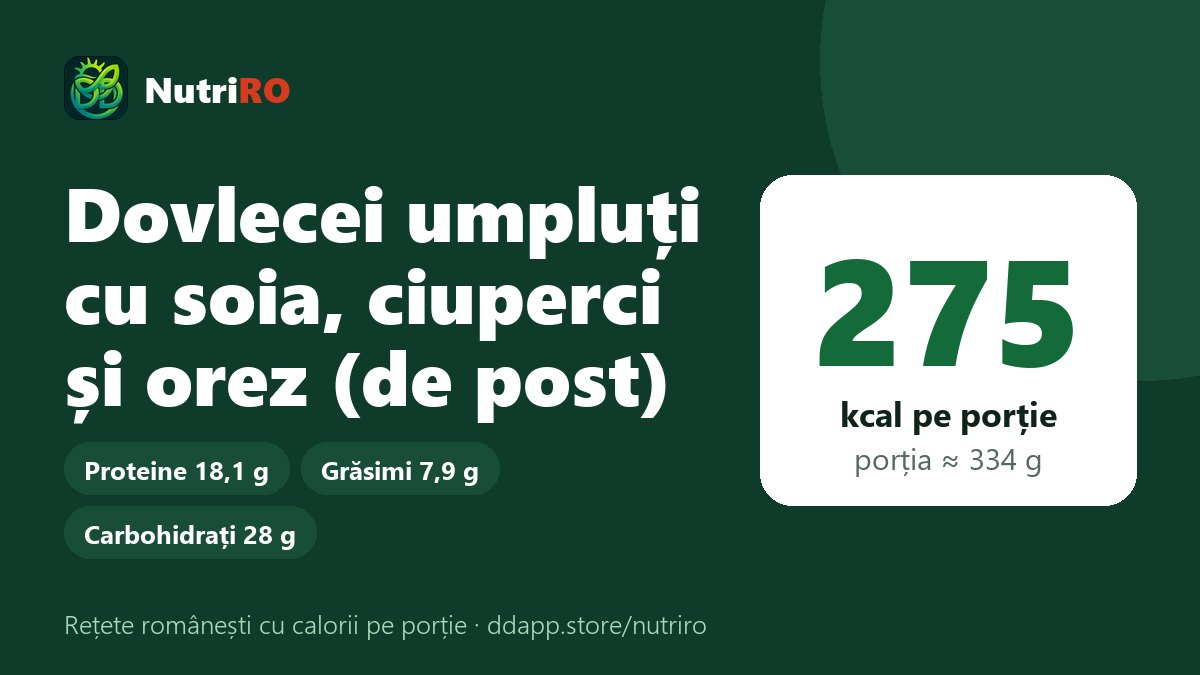 NutriRO
Dovlecei umpluți
cu soia, ciuperci
și orez (de post)
Proteine 18,1 g
Grăsimi 7,9 g
Carbohidrați 28 g
275
kcal pe porție
porția ≈ 334 g
Rețete românești cu calorii pe porție · ddapp.store/nutriro